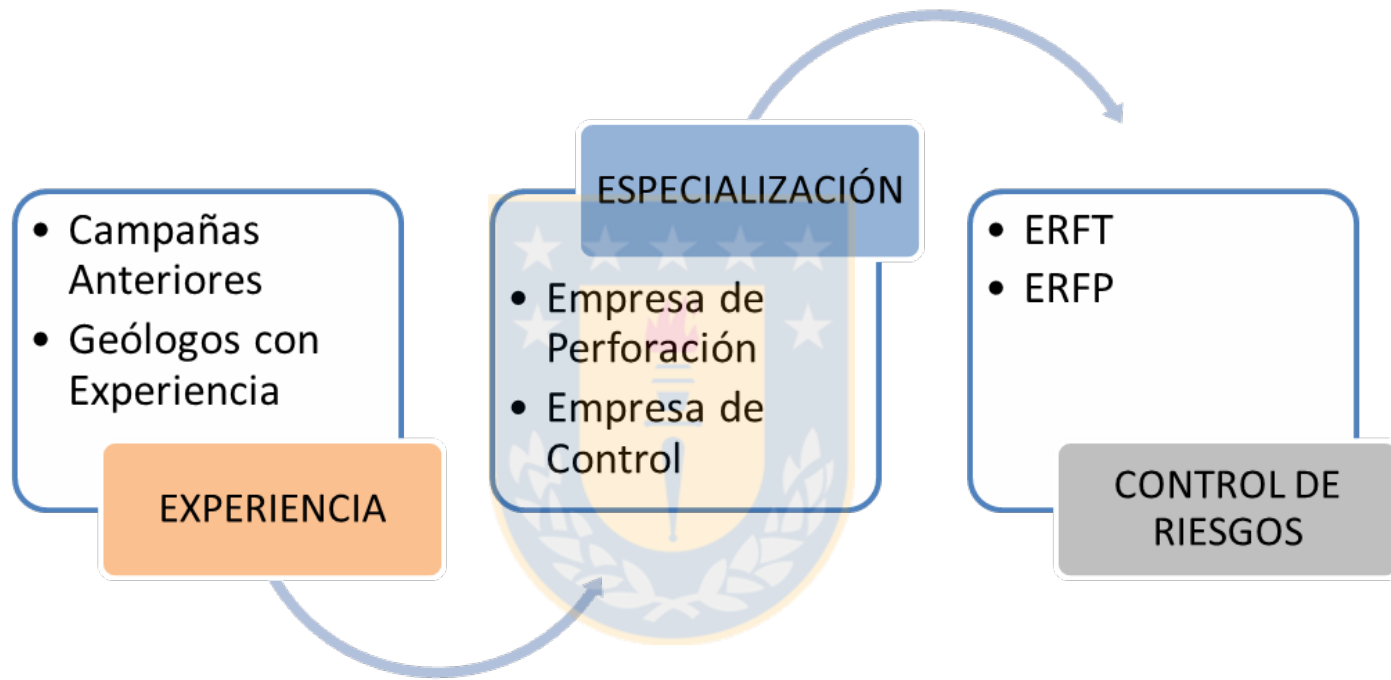 • Campañas
Anteriores
• Geólogos con
Experiencia
EXPERIENCIA
ESPECIALIZACIÓN
• Empresa de
Perforación
• Empresa de
Control
• ERFT
• ERFP
CONTROL DE
RIESGOS